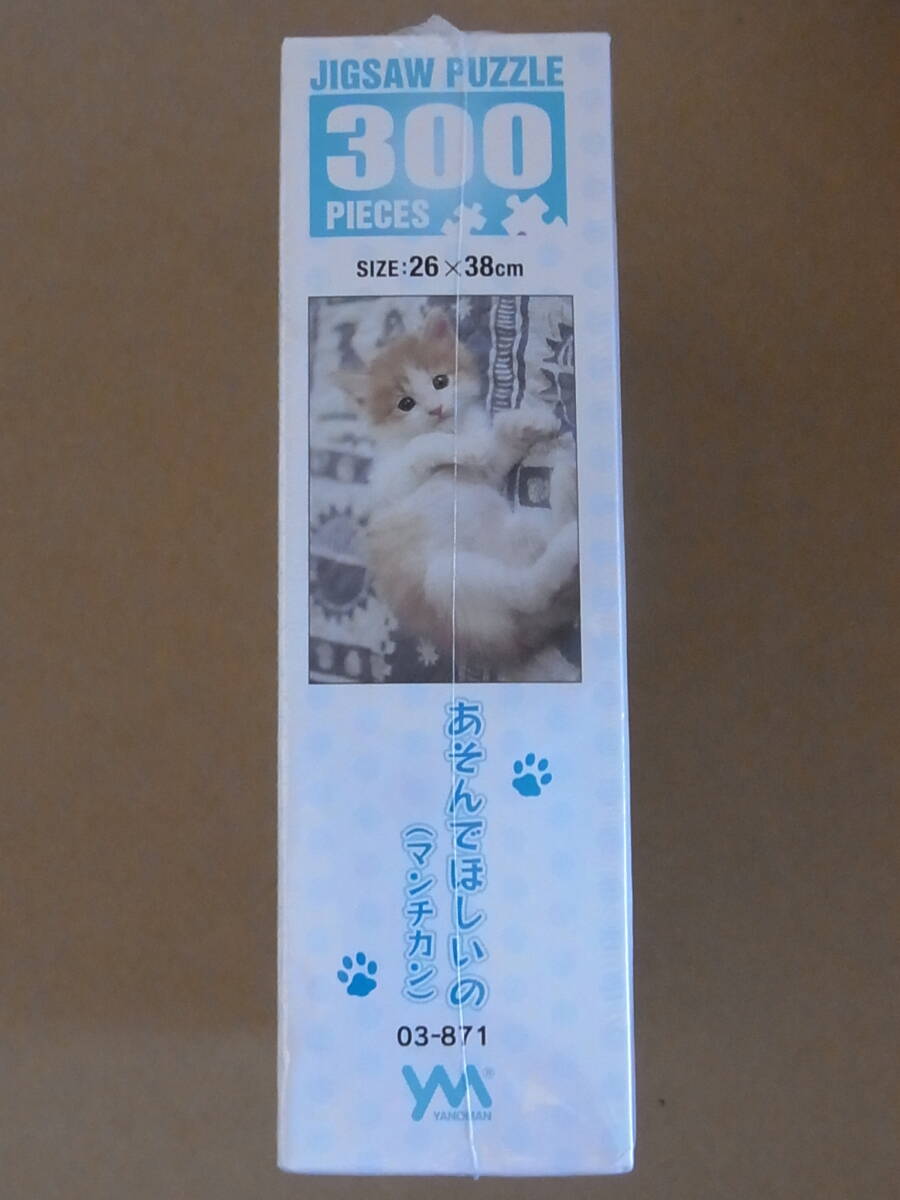 JIGSAW PUZZLE
300
PIECES
SIZE:26×38cm
あそんでほしいの
(マンチカン)
03-871
YM®
YANOMAN